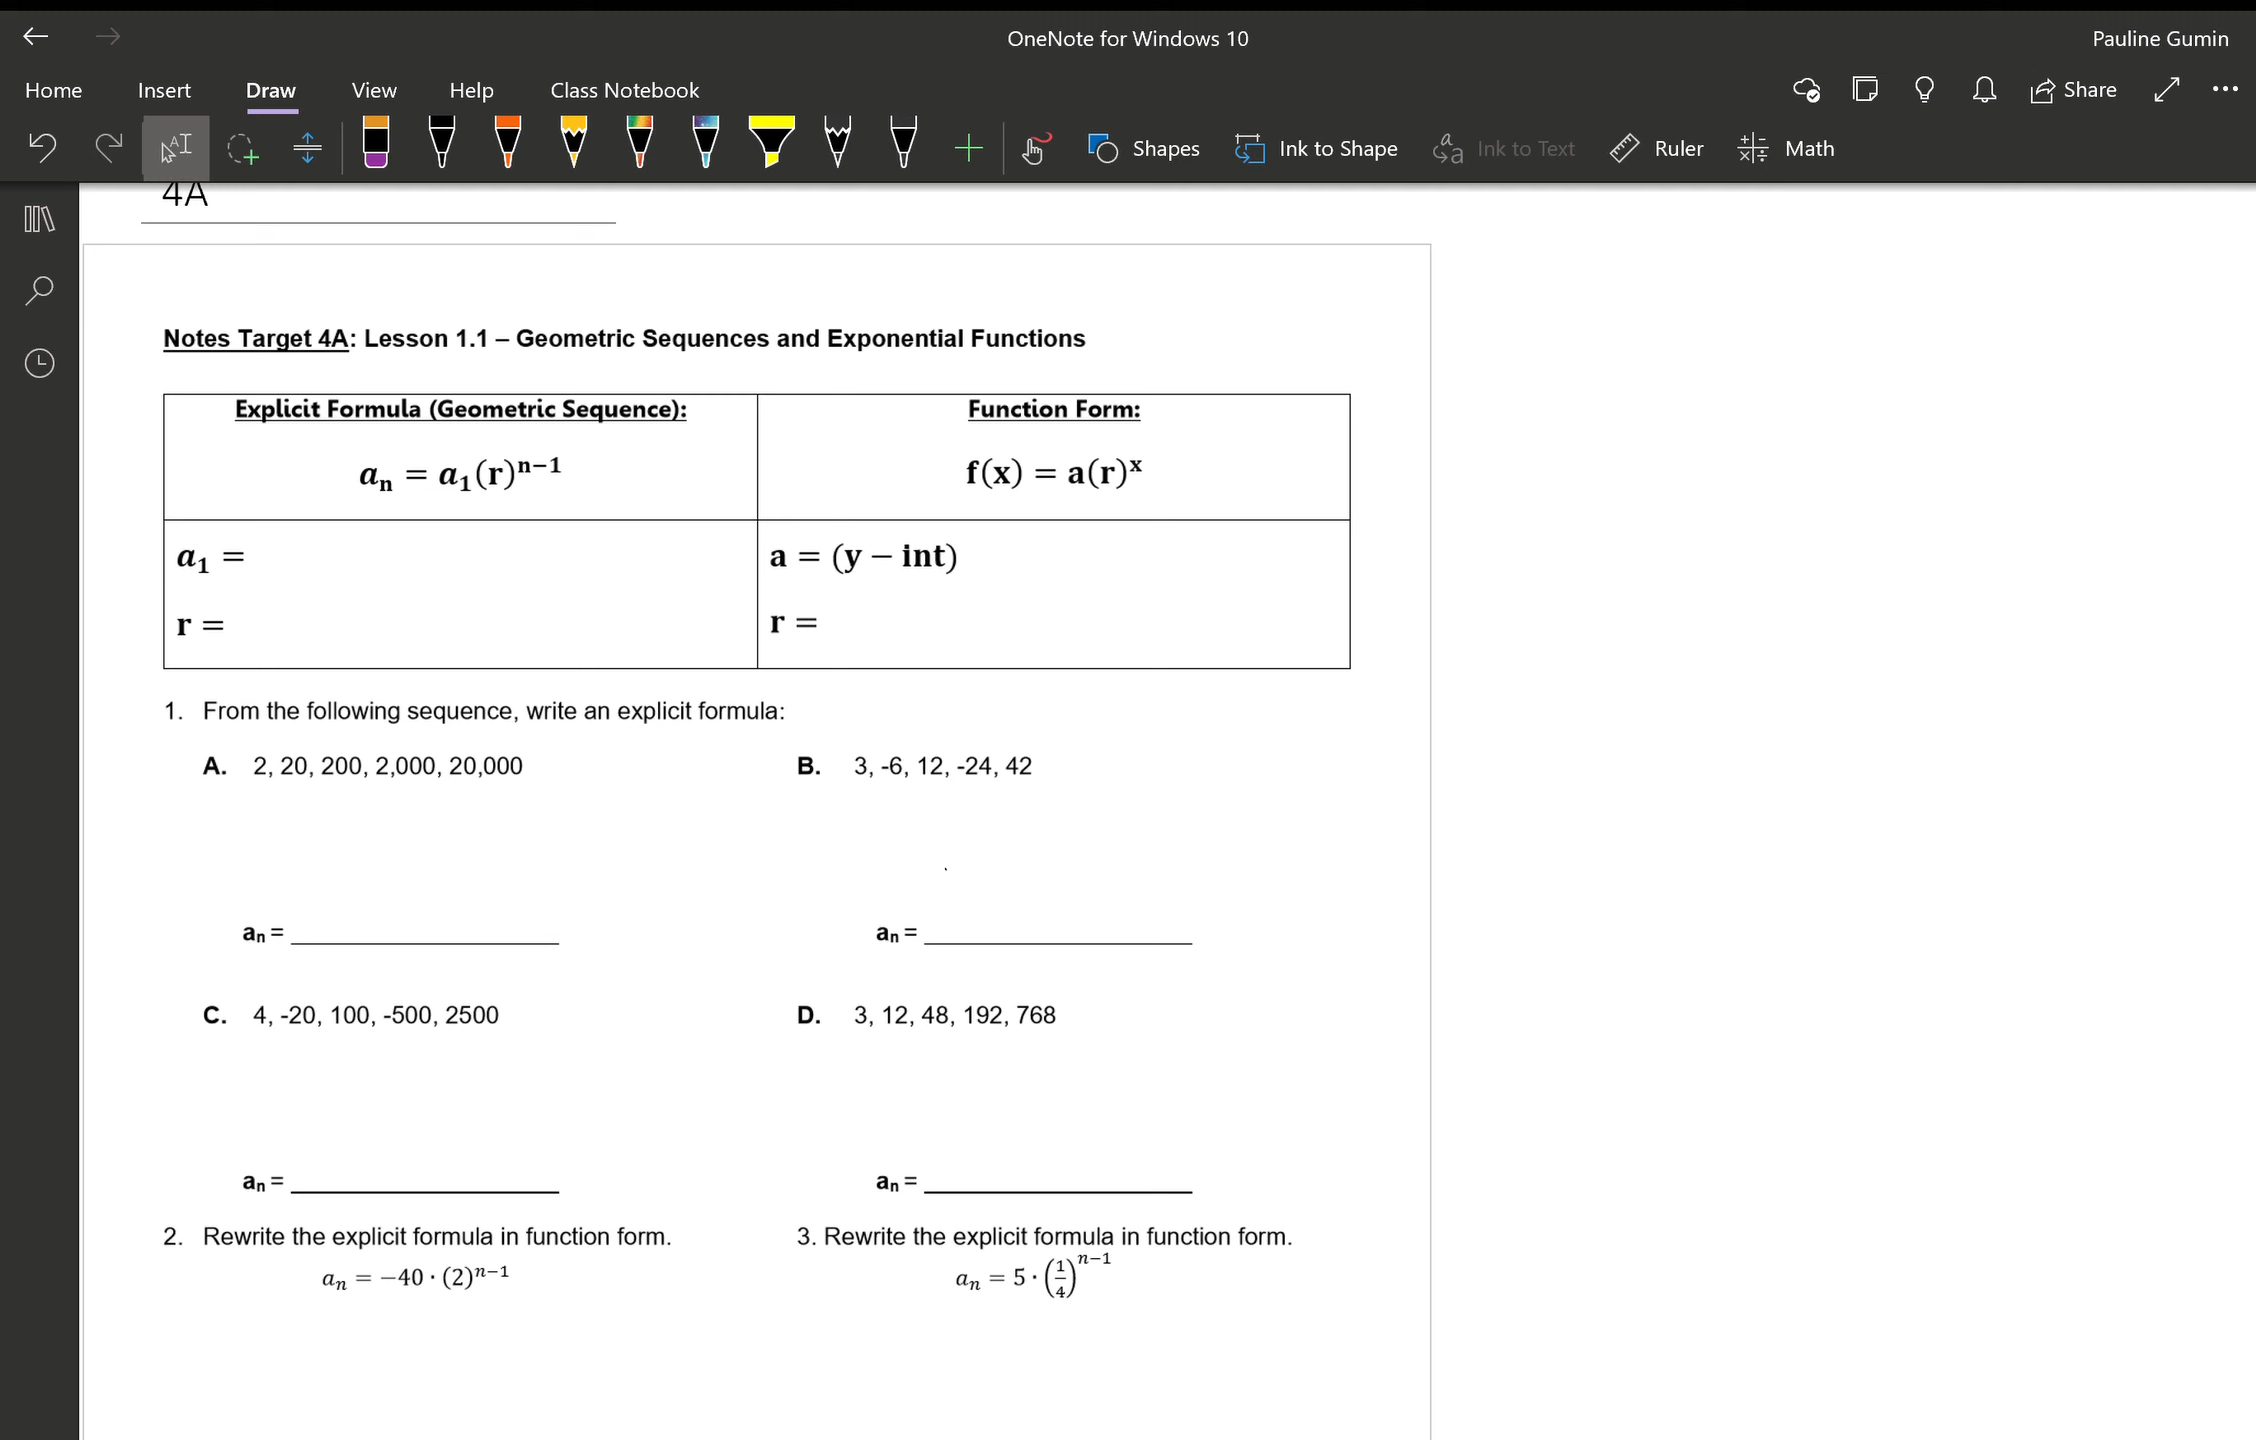 OneNote for Windows 10
Pauline Gumin
Home Insert Draw View Help Class Notebook
Share
Shapes Ink to Shape Ink to Text Ruler Math
4A
Notes Target 4A: Lesson 1.1 – Geometric Sequences and Exponential Functions
Explicit Formula (Geometric Sequence):
aₙ = a₁(r)ⁿ⁻¹
Function Form:
f(x) = a(r)ˣ
a₁ =
r =
a = (y − int)
r =
1. From the following sequence, write an explicit formula:
A. 2, 20, 200, 2,000, 20,000
B. 3, -6, 12, -24, 42
aₙ = ____________________
aₙ = ____________________
C. 4, -20, 100, -500, 2500
D. 3, 12, 48, 192, 768
aₙ = ____________________
aₙ = ____________________
2. Rewrite the explicit formula in function form.
aₙ = −40 · (2)ⁿ⁻¹
3. Rewrite the explicit formula in function form.
aₙ = 5 · (1/4)ⁿ⁻¹